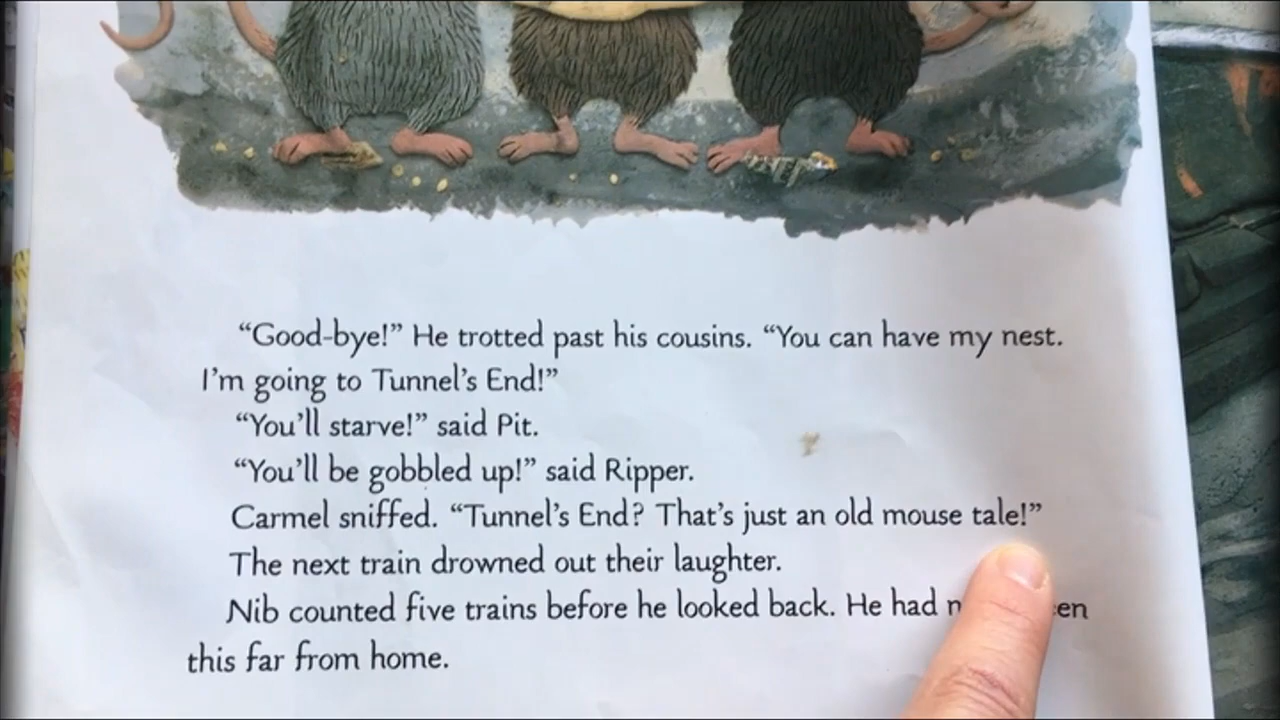 “Good-bye!” He trotted past his cousins. “You can have my nest.
I’m going to Tunnel’s End!”
“You’ll starve!” said Pit.
“You’ll be gobbled up!” said Ripper.
Carmel sniffed. “Tunnel’s End? That’s just an old mouse tale!”
The next train drowned out their laughter.
Nib counted five trains before he looked back. He had
this far from home.